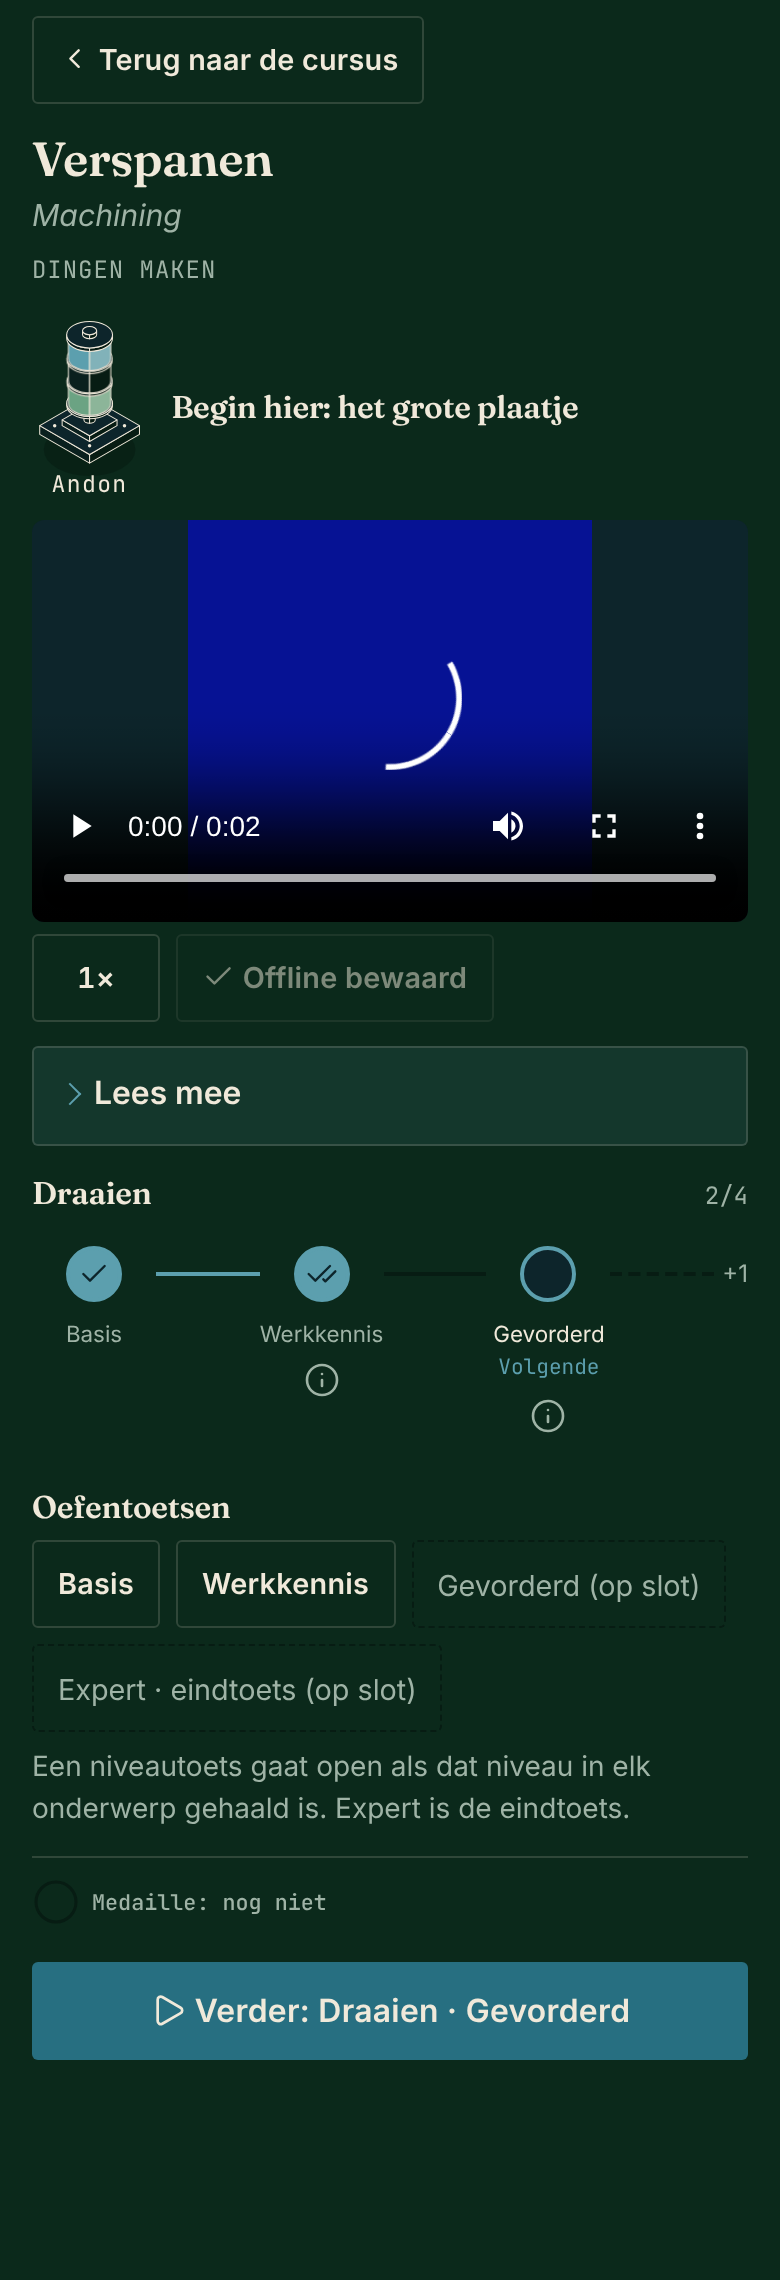 Terug naar de cursus
Verspanen
Machining
DINGEN MAKEN
Begin hier: het grote plaatje
Andon
0:00 / 0:02
1×
Offline bewaard
Lees mee
Draaien 2/4
+1
Basis Werkkennis Gevorderd
Volgende
Oefentoetsen
Basis Werkkennis Gevorderd (op slot)
Expert · eindtoets (op slot)
Een niveautoets gaat open als dat niveau in elk
onderwerp gehaald is. Expert is de eindtoets.
Medaille: nog niet
Verder: Draaien · Gevorderd